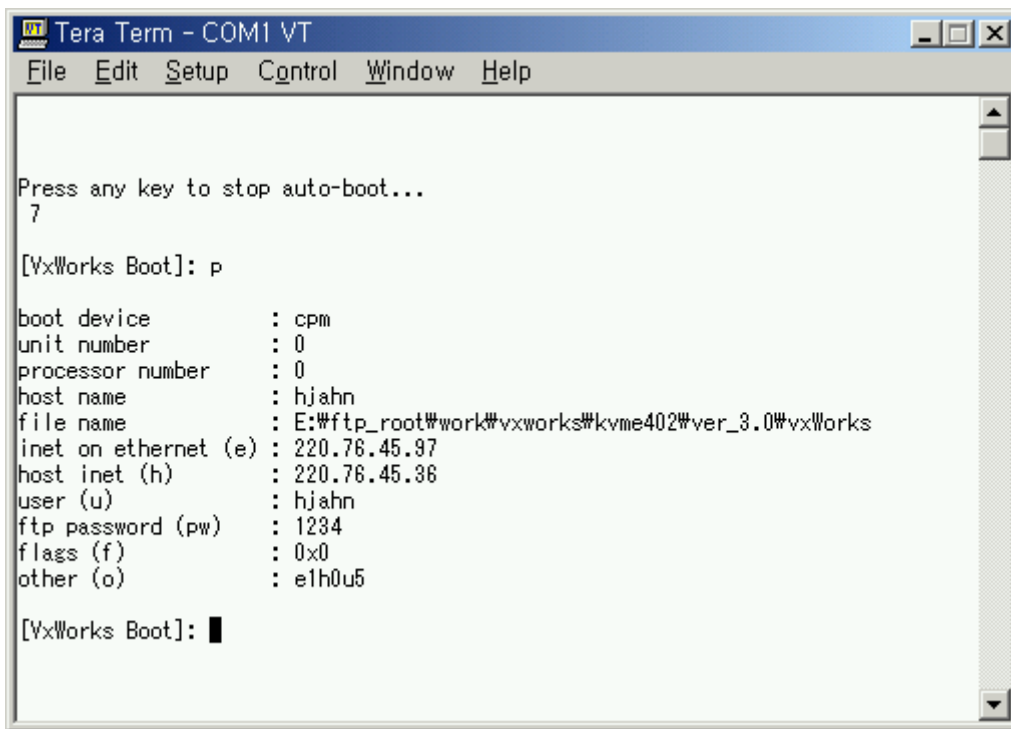 Tera Term - COM1 VT
File Edit Setup Control Window Help
Press any key to stop auto-boot...
7
[VxWorks Boot]: p
boot device : cpm
unit number : 0
processor number : 0
host name : hjahn
file name : E:₩ftp_root₩work₩vxworks₩kvme402₩ver_3.0₩vxWorks
inet on ethernet (e) : 220.76.45.97
host inet (h) : 220.76.45.36
user (u) : hjahn
ftp password (pw) : 1234
flags (f) : 0x0
other (o) : e1h0u5
[VxWorks Boot]: